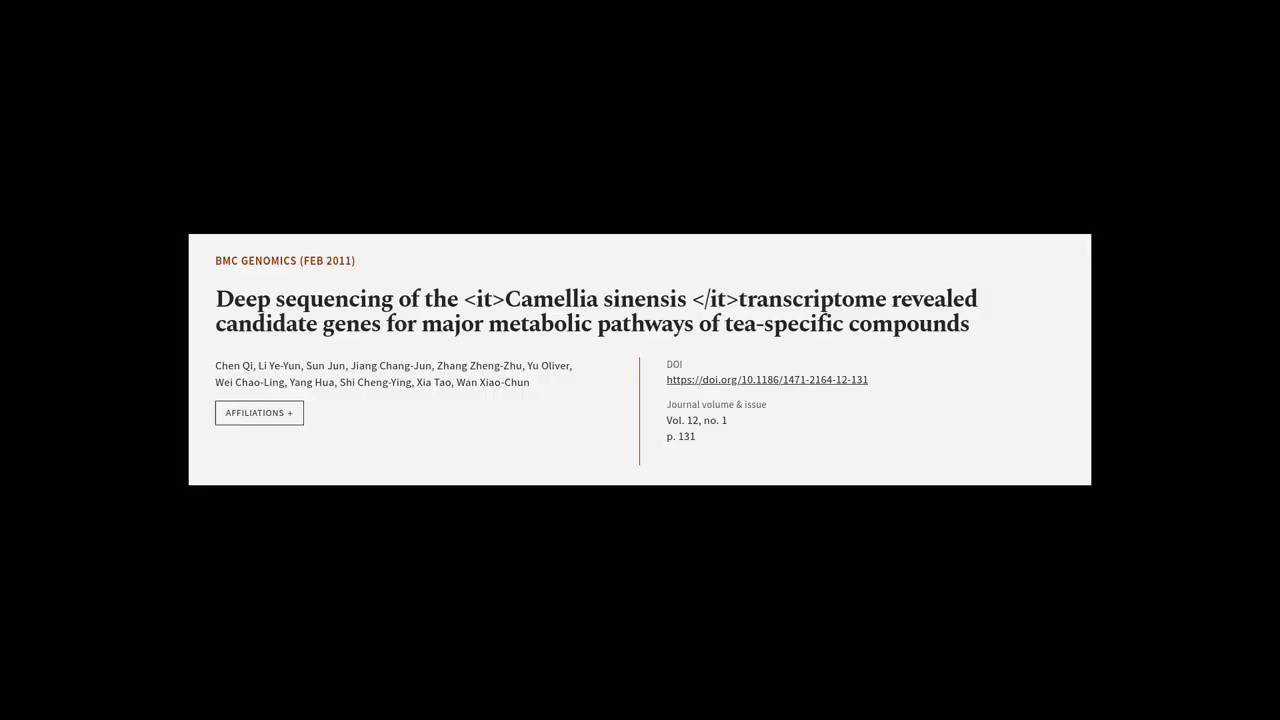 BMC GENOMICS (FEB 2011)
Deep sequencing of the <it>Camellia sinensis </it>transcriptome revealed
candidate genes for major metabolic pathways of tea-specific compounds
Chen Qi, Li Ye-Yun, Sun Jun, Jiang Chang-Jun, Zhang Zheng-Zhu, Yu Oliver,
Wei Chao-Ling, Yang Hua, Shi Cheng-Ying, Xia Tao, Wan Xiao-Chun
AFFILIATIONS +
DOI
https://doi.org/10.1186/1471-2164-12-131
Journal volume & issue
Vol. 12, no. 1
p. 131